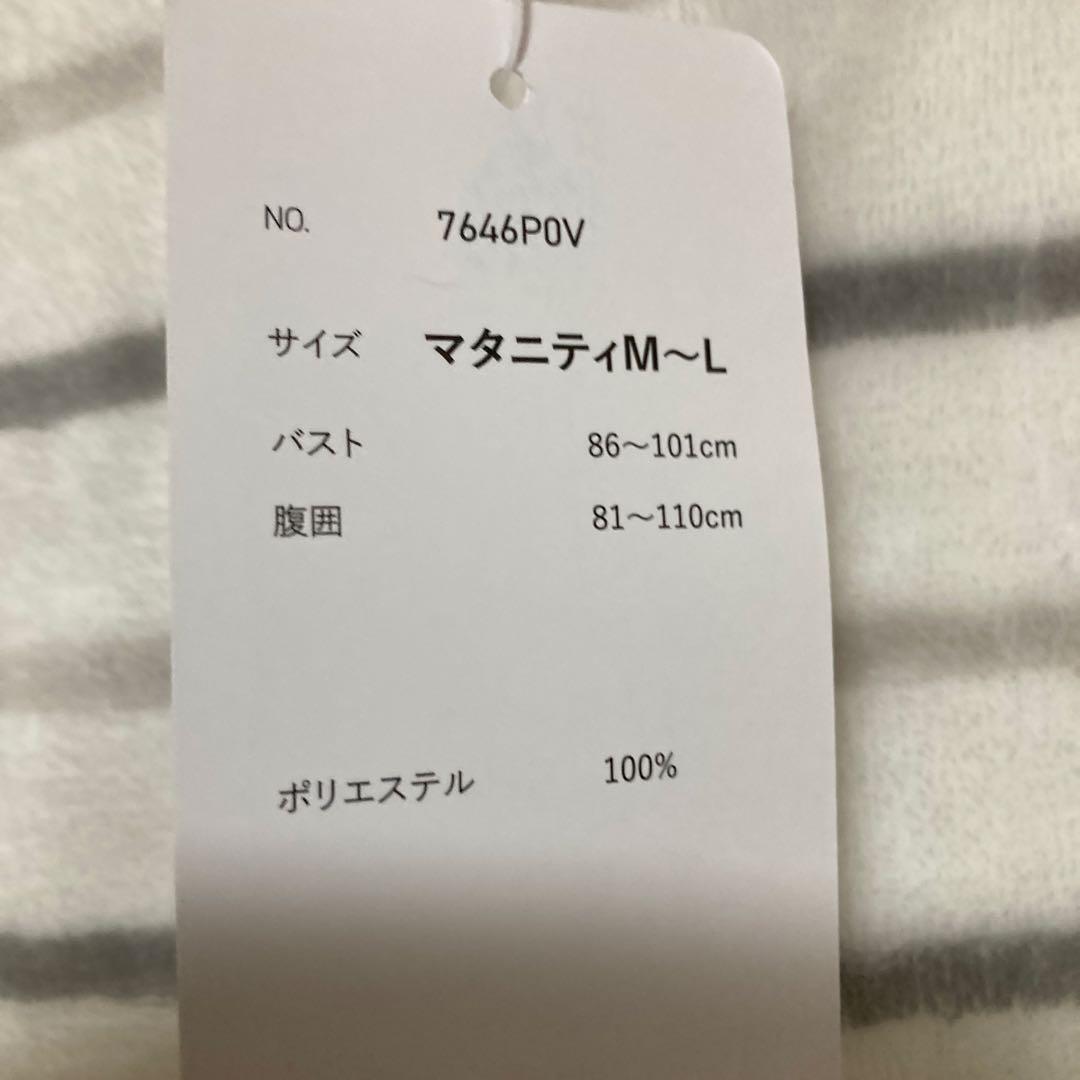 NO. 7646P0V
サイズ マタニティM～L
バスト 86～101cm
腹囲 81～110cm
ポリエステル 100%